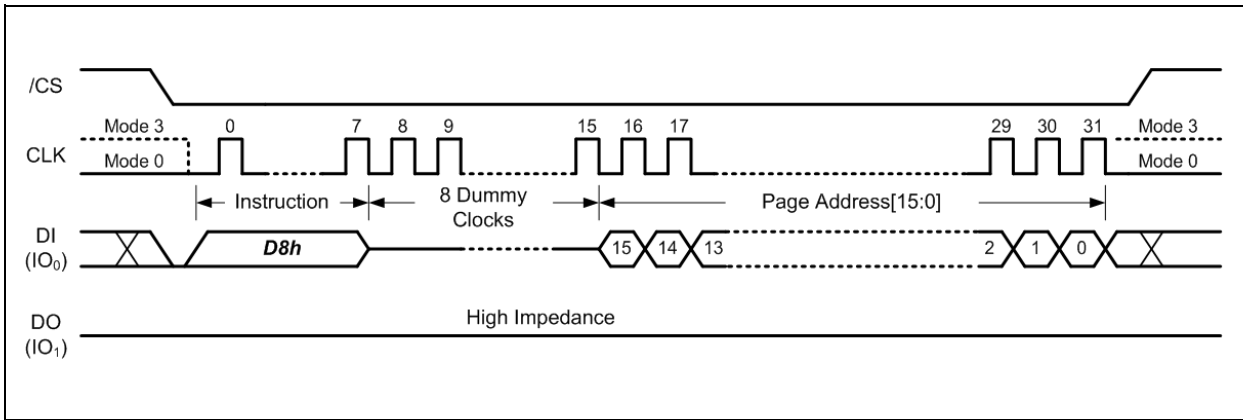 /CS
Mode 3 0 7 8 9 15 16 17 29 30 31 Mode 3
CLK
Mode 0 Mode 0
Instruction 8 Dummy Clocks Page Address[15:0]
DI (IO₀) D8h 15 14 13 2 1 0
High Impedance
DO (IO₁)